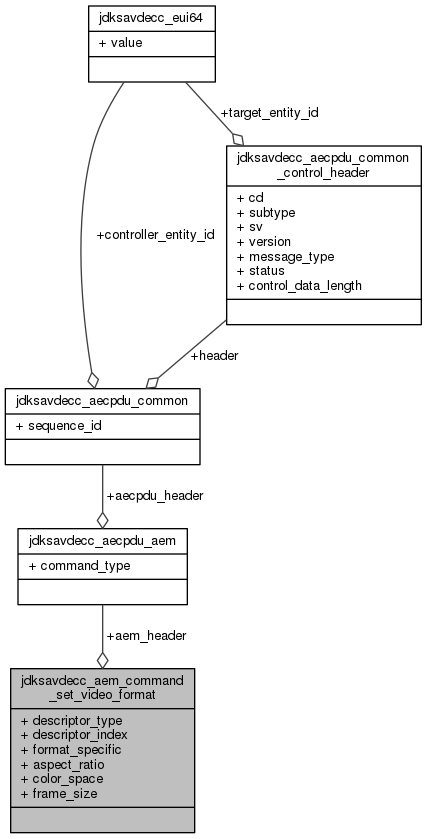 jdksavdecc_eui64
+ value
+target_entity_id
jdksavdecc_aecpdu_common
_control_header
+ cd
+ subtype
+ sv
+ version
+ message_type
+ status
+ control_data_length
+controller_entity_id
+header
jdksavdecc_aecpdu_common
+ sequence_id
+aecpdu_header
jdksavdecc_aecpdu_aem
+ command_type
+aem_header
jdksavdecc_aem_command
_set_video_format
+ descriptor_type
+ descriptor_index
+ format_specific
+ aspect_ratio
+ color_space
+ frame_size